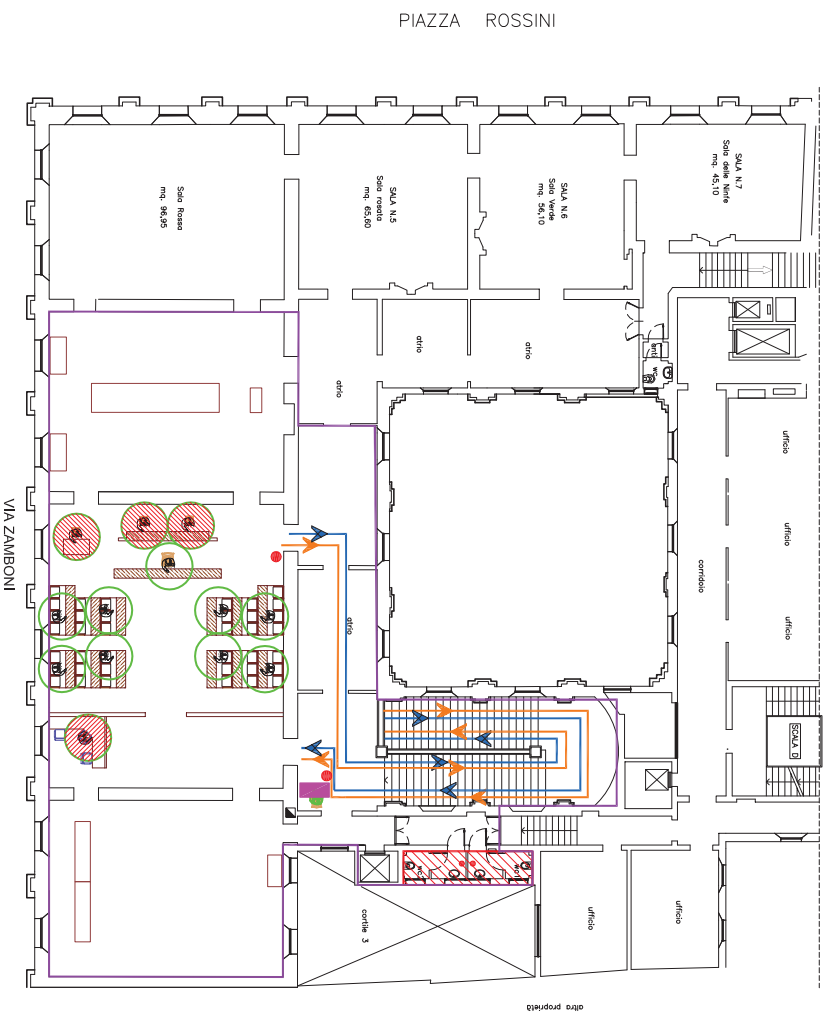 PIAZZA ROSSINI
SALA N.7
Sala delle Ninfe
mq. 45,10
SALA N.6
Sala Verde
mq. 56,10
SALA N.5
Sala rosata
mq. 65,60
Sala Rossa
mq. 96,95
atrio
atrio
atrio
anti
wc
ufficio
ufficio
ufficio
corridoio
VIA ZAMBONI
atrio
SCALA D
cortile 3
ufficio
ufficio
altra proprietà